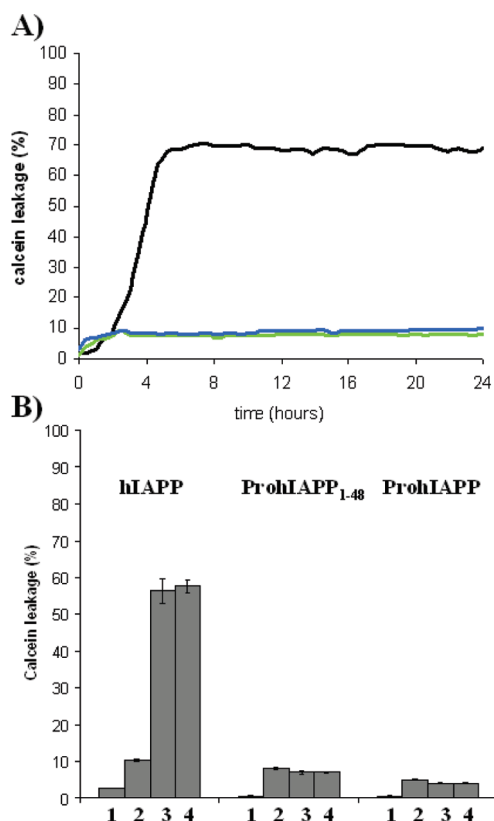 A)
100
90
80
70
60
50
40
30
20
10
0
calcein leakage (%)
0 4 8 12 16 20 24
time (hours)
B)
100
90
80
70
60
50
40
30
20
10
0
Calcein leakage (%)
hIAPP ProhIAPP1-48 ProhIAPP
1 2 3 4 1 2 3 4 1 2 3 4